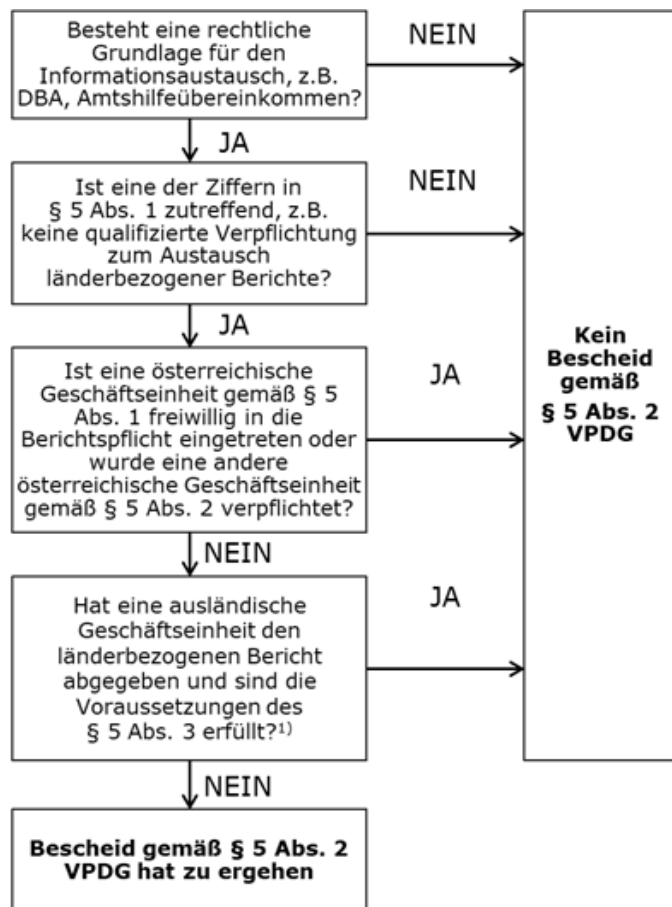 Besteht eine rechtliche
Grundlage für den
Informationsaustausch, z.B.
DBA, Amtshilfeübereinkommen?
NEIN
JA
Ist eine der Ziffern in
§ 5 Abs. 1 zutreffend, z.B.
keine qualifizierte Verpflichtung
zum Austausch
länderbezogener Berichte?
NEIN
JA
Ist eine österreichische
Geschäftseinheit gemäß § 5
Abs. 1 freiwillig in die
Berichtspflicht eingetreten oder
wurde eine andere
österreichische Geschäftseinheit
gemäß § 5 Abs. 2 verpflichtet?
JA
NEIN
Hat eine ausländische
Geschäftseinheit den
länderbezogenen Bericht
abgegeben und sind die
Voraussetzungen des
§ 5 Abs. 3 erfüllt?1)
JA
NEIN
Bescheid gemäß § 5 Abs. 2
VPDG hat zu ergehen
Kein
Bescheid
gemäß
§ 5 Abs. 2
VPDG